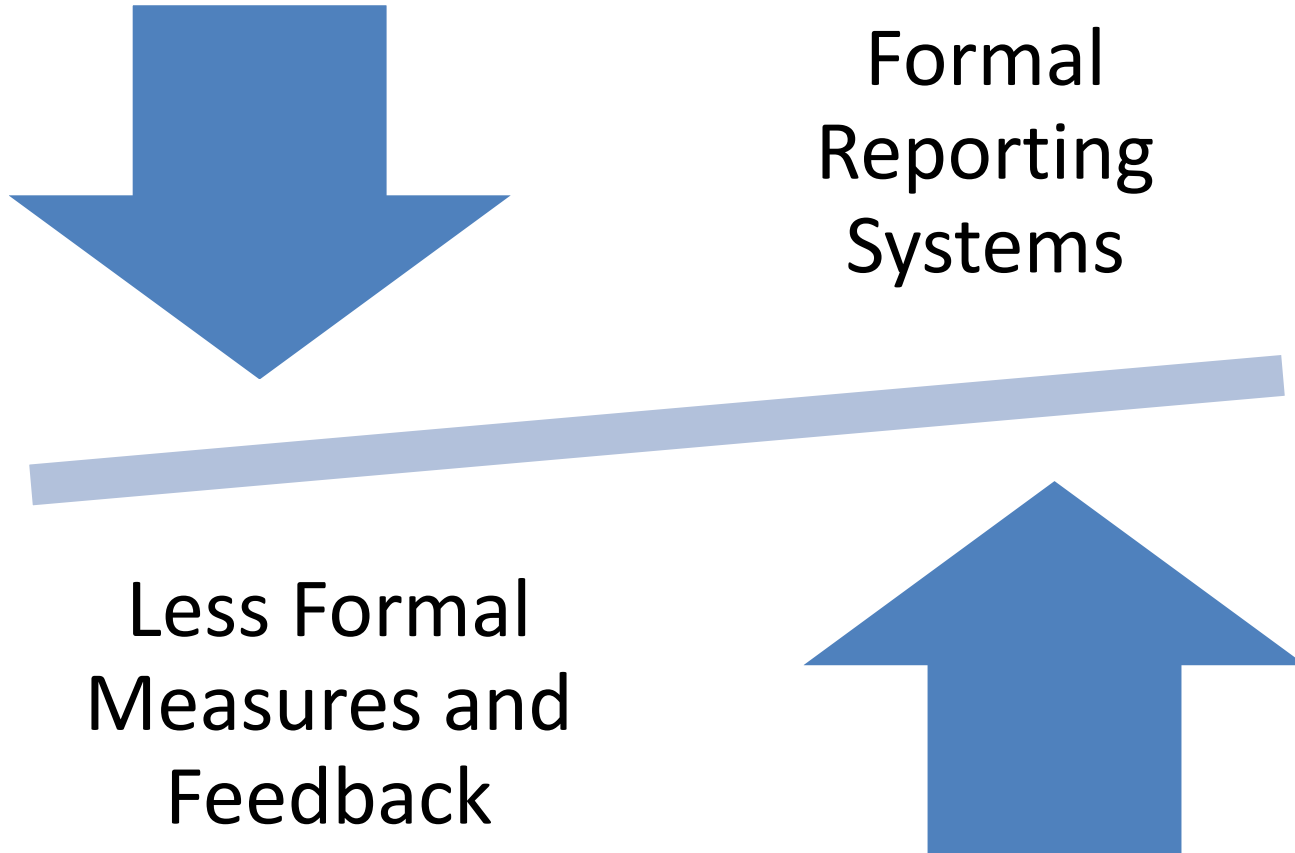 Formal
Reporting
Systems
Less Formal
Measures and
Feedback